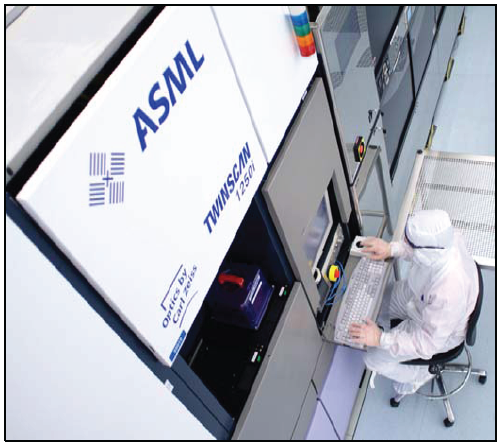 ASML
TWINSCAN
1250i
Optics by
Carl Zeiss